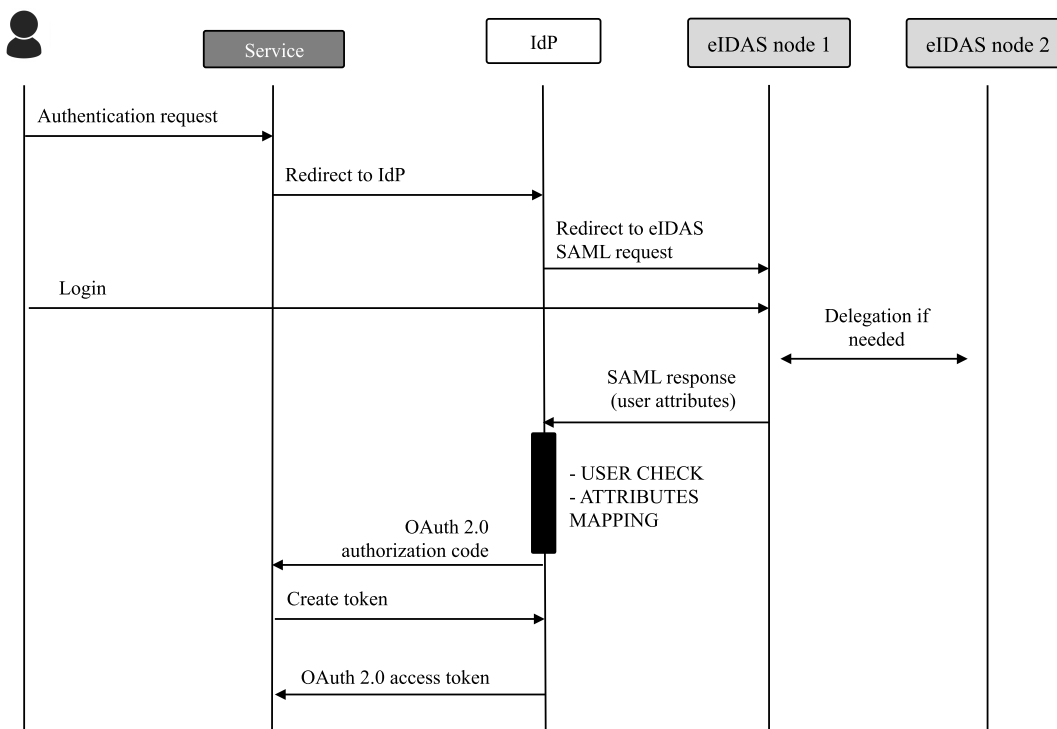 Service
IdP
eIDAS node 1
eIDAS node 2
Authentication request
Redirect to IdP
Redirect to eIDAS
SAML request
Login
Delegation if
needed
SAML response
(user attributes)
- USER CHECK
- ATTRIBUTES
MAPPING
OAuth 2.0
authorization code
Create token
OAuth 2.0 access token